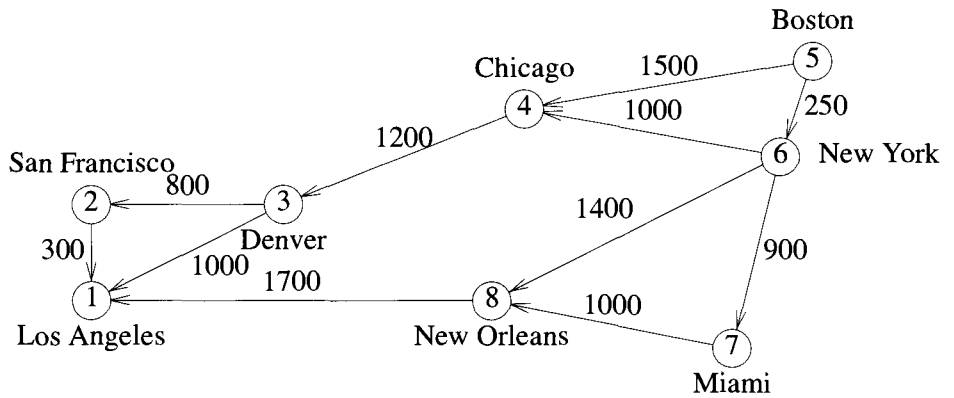 Boston
5
1500
Chicago
250
4
1000
1200
6
New York
San Francisco
800
2
3
1400
Denver
300
900
1000
1700
1
8
1000
Los Angeles
New Orleans
7
Miami